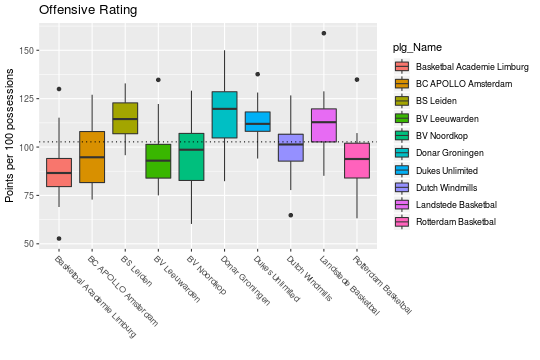 Offensive Rating
Points per 100 possessions
150
125
100
75
50
Basketbal Academie Limburg
BC APOLLO Amsterdam
BS Leiden
BV Leeuwarden
BV Noordkop
Donar Groningen
Dukes Unlimited
Dutch Windmills
Landstede Basketbal
Rotterdam Basketbal
plg_Name
Basketbal Academie Limburg
BC APOLLO Amsterdam
BS Leiden
BV Leeuwarden
BV Noordkop
Donar Groningen
Dukes Unlimited
Dutch Windmills
Landstede Basketbal
Rotterdam Basketbal